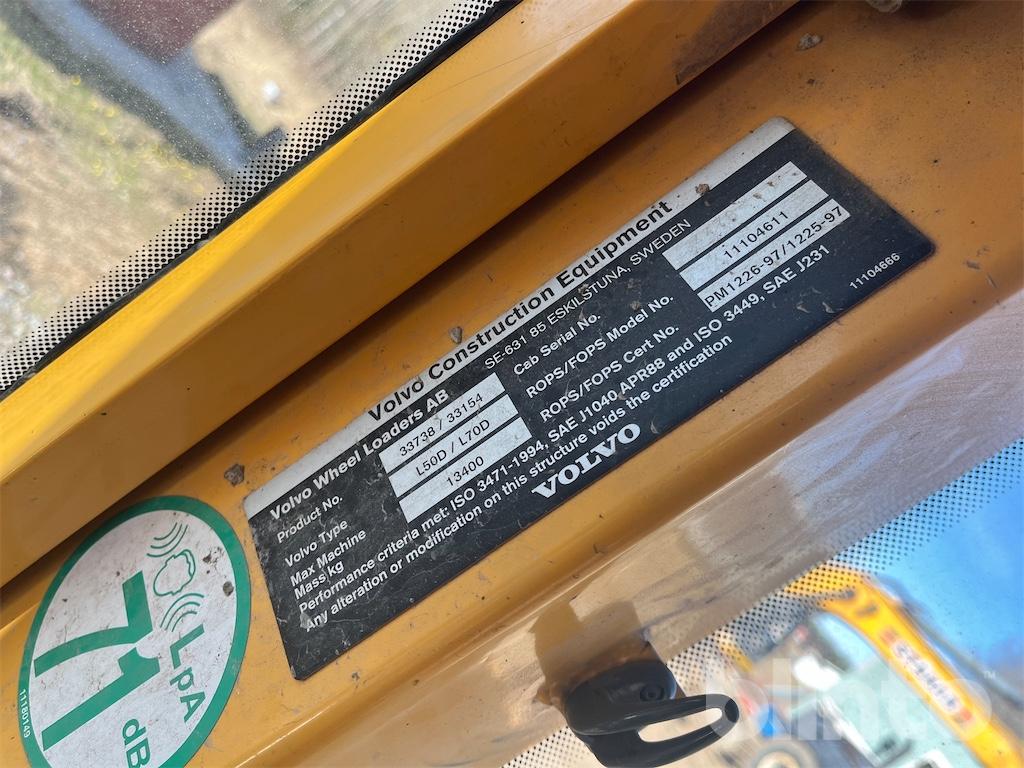 Volvo Construction Equipment
Volvo Wheel Loaders AB SE-631 85 ESKILSTUNA, SWEDEN
Product No. 33738 / 33154 Cab Serial No.
Volvo Type L50D / L70D ROPS/FOPS Model No. 11104611
Max Machine Mass kg 13400 ROPS/FOPS Cert No. PM1226-97/1225-97
Performance criteria met: ISO 3471-1994, SAE J1040 APR88 and ISO 3449, SAE J231
Any alteration or modification on this structure voids the certification
VOLVO
11104666
LpA
71 dB
11180149
blinto™